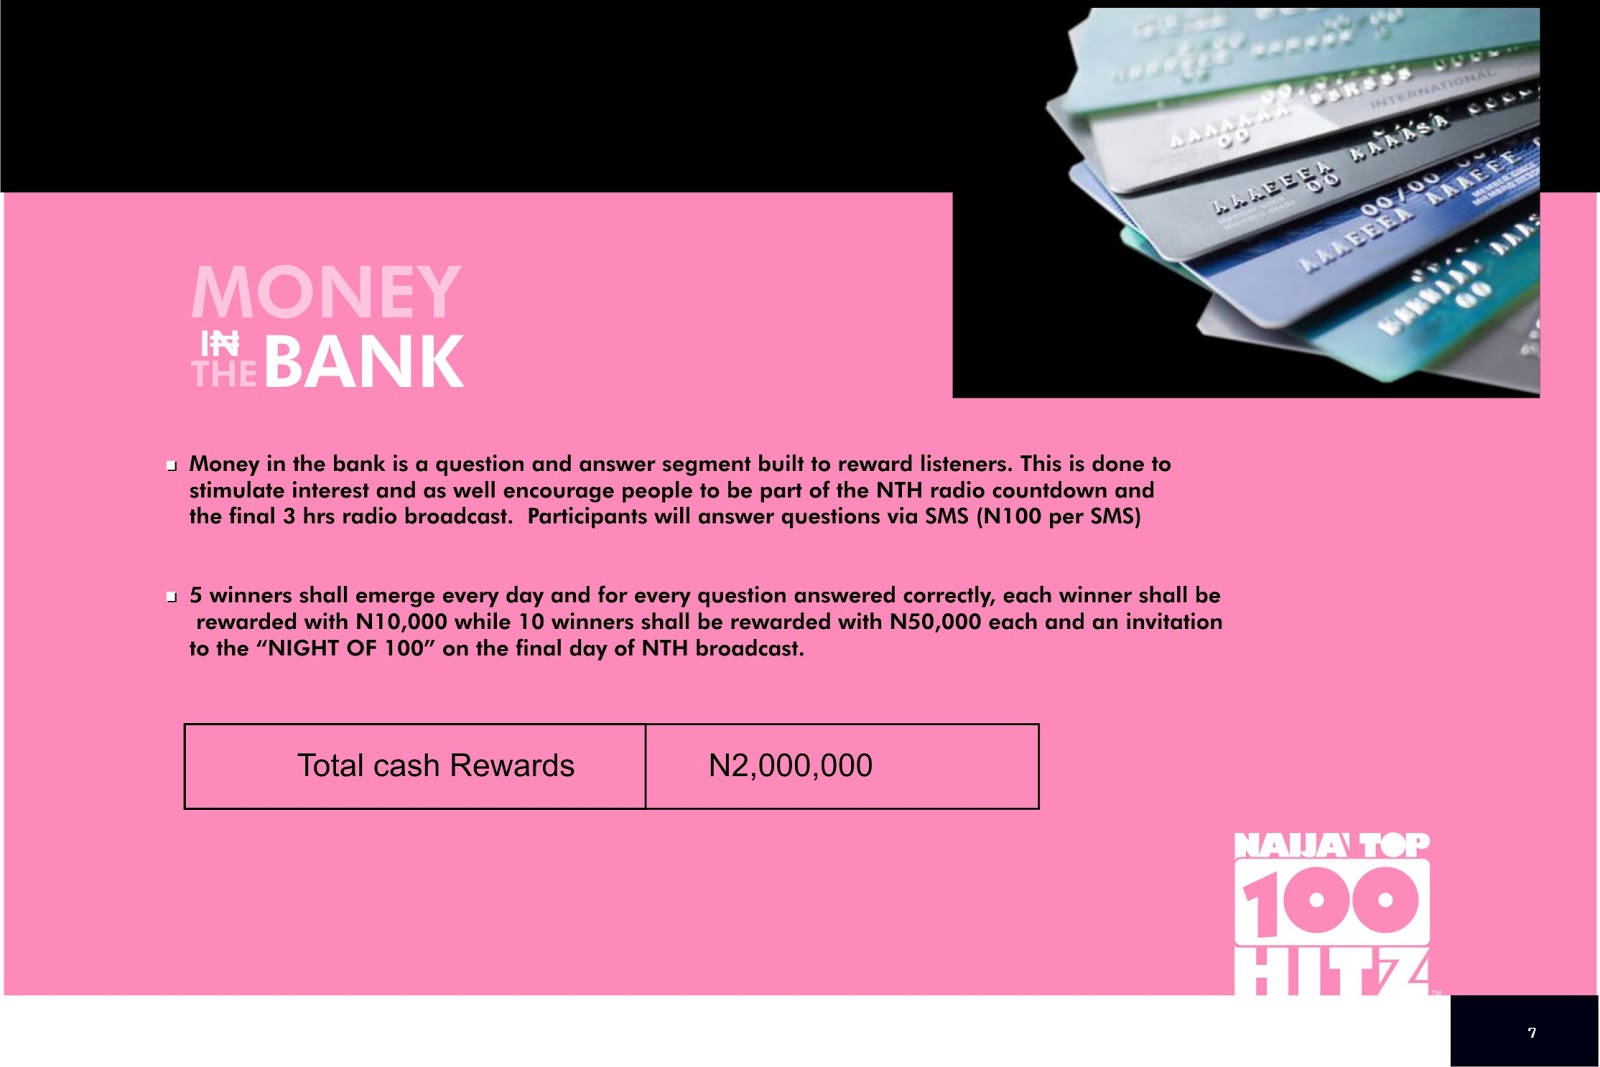 INTERNATIONAL
MONEY
IN
THE BANK
Money in the bank is a question and answer segment built to reward listeners. This is done to
stimulate interest and as well encourage people to be part of the NTH radio countdown and
the final 3 hrs radio broadcast.  Participants will answer questions via SMS (N100 per SMS)
5 winners shall emerge every day and for every question answered correctly, each winner shall be
rewarded with N10,000 while 10 winners shall be rewarded with N50,000 each and an invitation
to the “NIGHT OF 100” on the final day of NTH broadcast.
Total cash Rewards N2,000,000
NAIJA TOP
100
HITZ
™
7